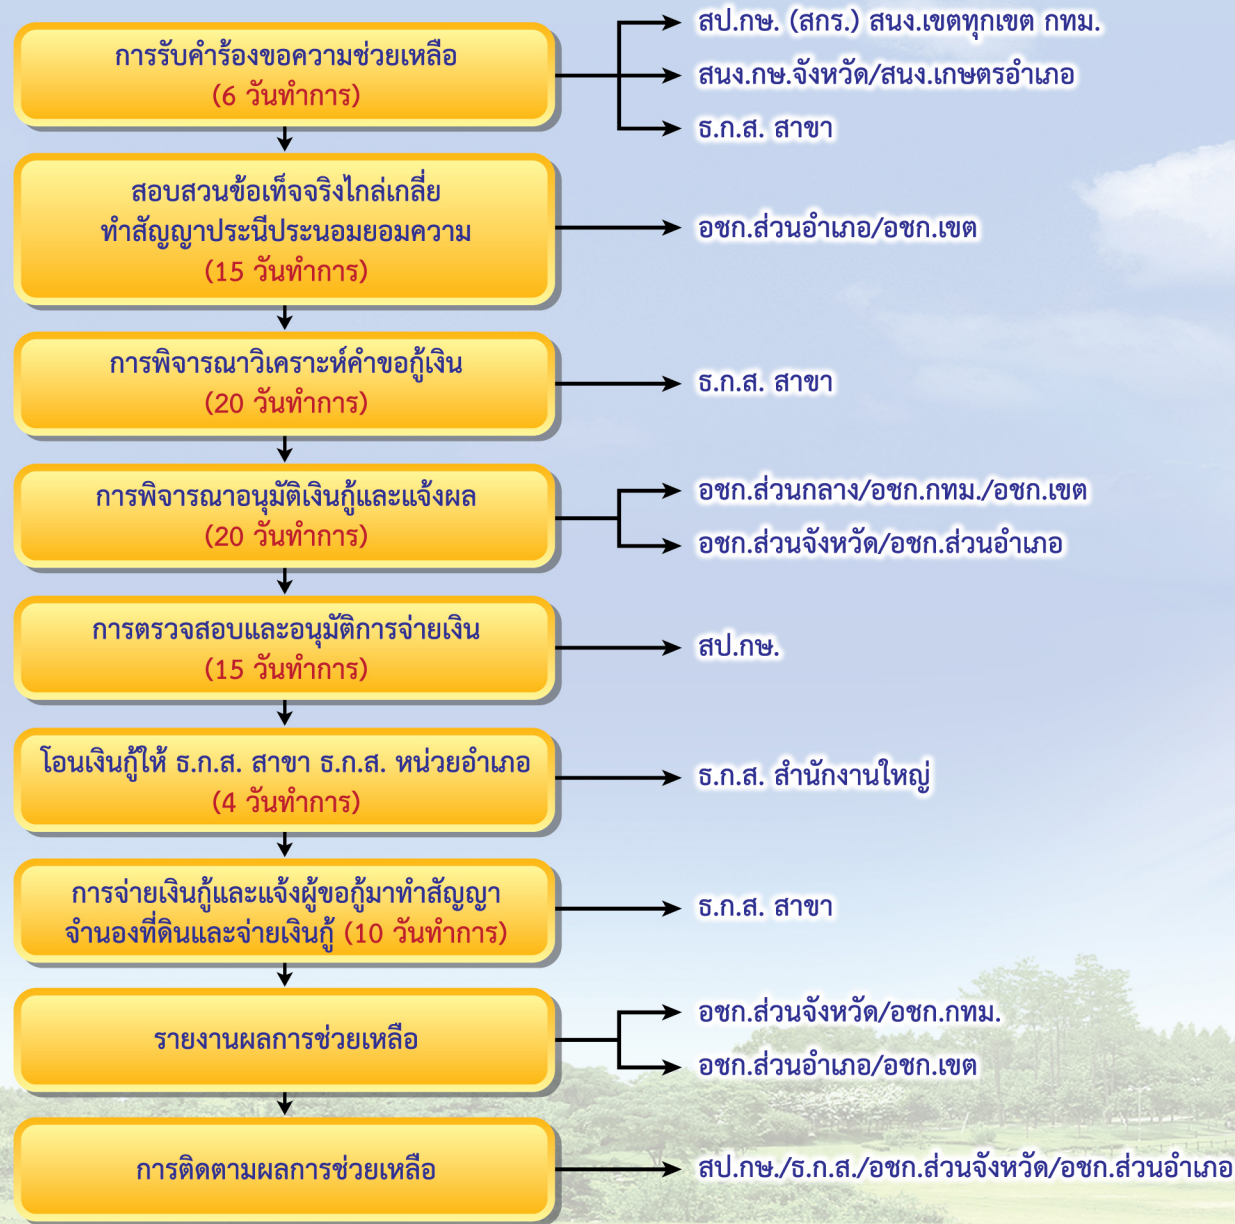 การรับคำร้องขอความช่วยเหลือ
(6 วันทำการ)
สป.กษ. (สกร.) สนง.เขตทุกเขต กทม.
สนง.กษ.จังหวัด/สนง.เกษตรอำเภอ
ธ.ก.ส. สาขา
สอบสวนข้อเท็จจริงไกล่เกลี่ย
ทำสัญญาประนีประนอมยอมความ
(15 วันทำการ)
อชก.ส่วนอำเภอ/อชก.เขต
การพิจารณาวิเคราะห์คำขอกู้เงิน
(20 วันทำการ)
ธ.ก.ส. สาขา
การพิจารณาอนุมัติเงินกู้และแจ้งผล
(20 วันทำการ)
อชก.ส่วนกลาง/อชก.กทม./อชก.เขต
อชก.ส่วนจังหวัด/อชก.ส่วนอำเภอ
การตรวจสอบและอนุมัติการจ่ายเงิน
(15 วันทำการ)
สป.กษ.
โอนเงินกู้ให้ ธ.ก.ส. สาขา ธ.ก.ส. หน่วยอำเภอ
(4 วันทำการ)
ธ.ก.ส. สำนักงานใหญ่
การจ่ายเงินกู้และแจ้งผู้ขอกู้มาทำสัญญา
จำนองที่ดินและจ่ายเงินกู้ (10 วันทำการ)
ธ.ก.ส. สาขา
รายงานผลการช่วยเหลือ
อชก.ส่วนจังหวัด/อชก.กทม.
อชก.ส่วนอำเภอ/อชก.เขต
การติดตามผลการช่วยเหลือ
สป.กษ./ธ.ก.ส./อชก.ส่วนจังหวัด/อชก.ส่วนอำเภอ